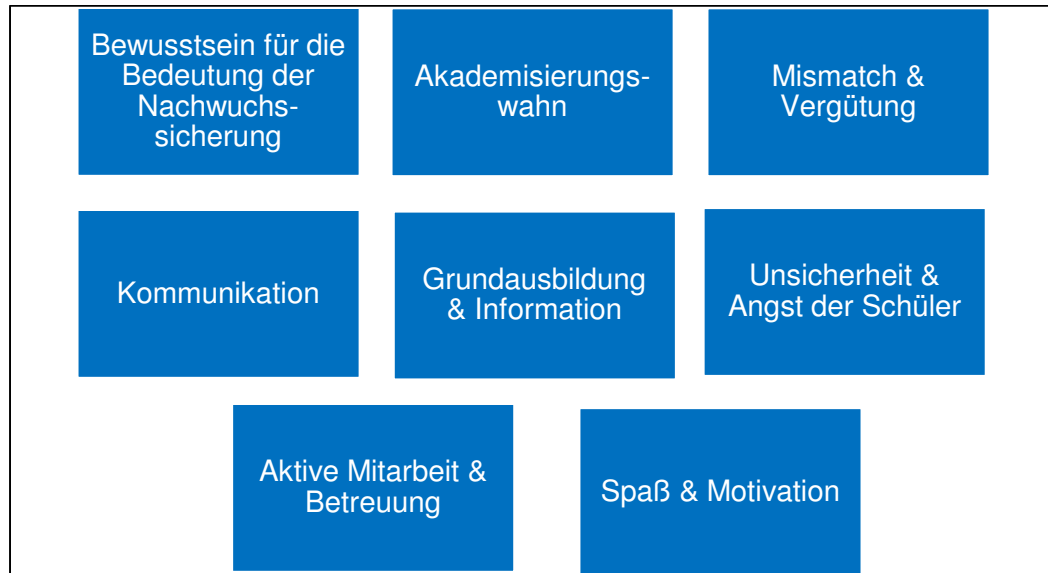 Bewusstsein für die
Bedeutung der
Nachwuchs-
sicherung
Akademisierungs-
wahn
Mismatch &
Vergütung
Kommunikation
Grundausbildung
& Information
Unsicherheit &
Angst der Schüler
Aktive Mitarbeit &
Betreuung
Spaß & Motivation